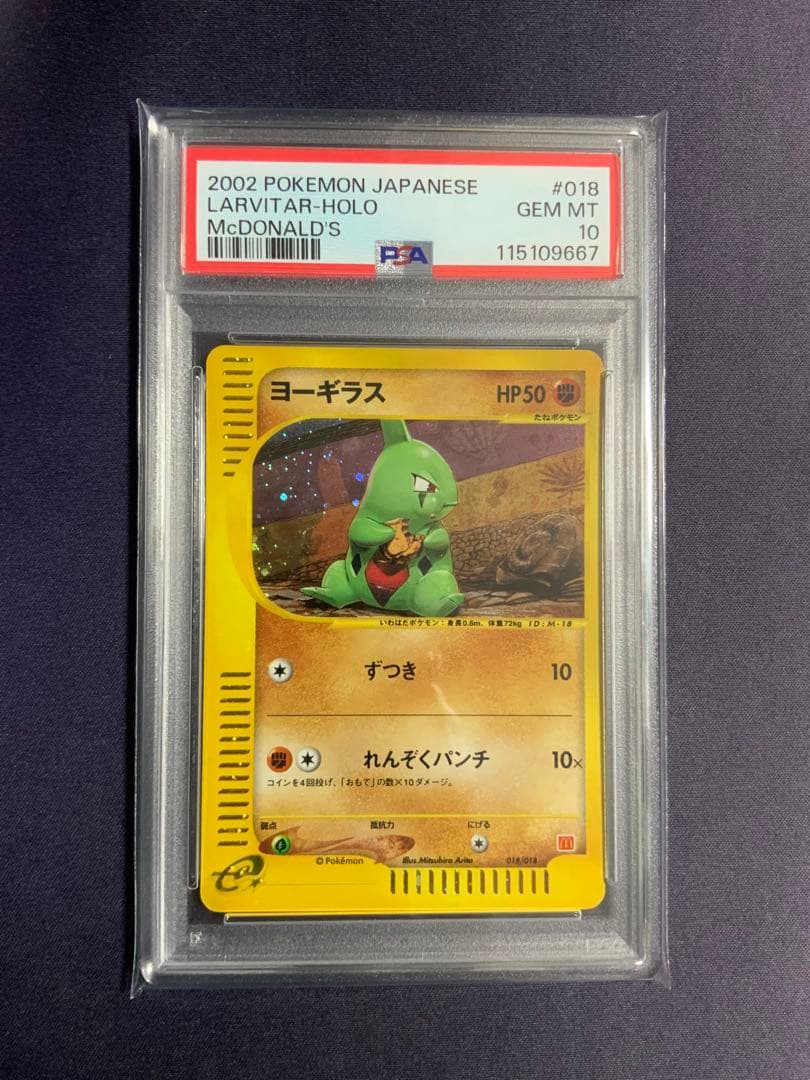 2002 POKEMON JAPANESE #018
LARVITAR-HOLO GEM MT
McDONALD'S 10
PSA 115109667
ヨーギラス HP50
たねポケモン
いわはだポケモン：身長0.6m、体重72kg ID:M-18
ずつき 10
れんぞくパンチ 10×
コインを4回投げ、「おもて」の数×10ダメージ。
弱点 抵抗力 にげる
©Pokémon Illus.Mitsuhiro Arita 018/018
e